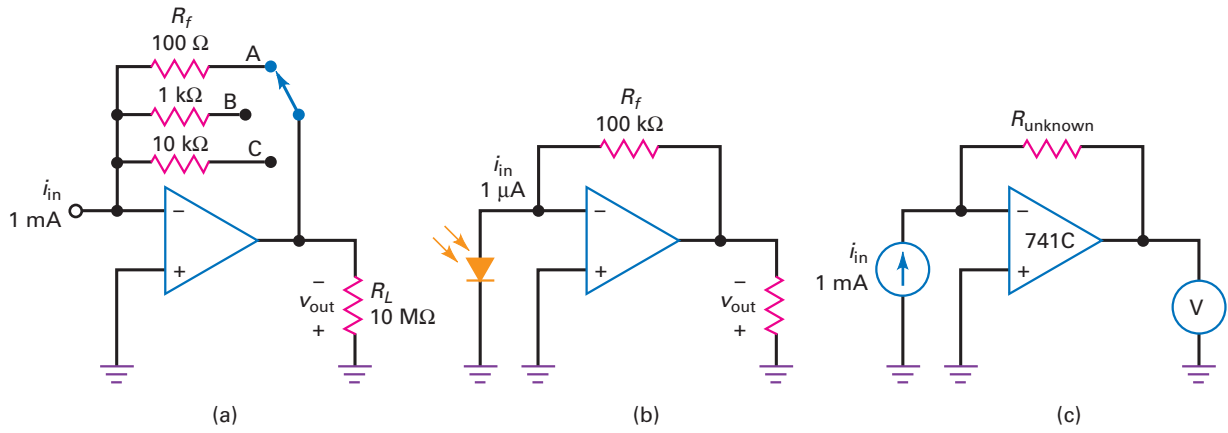 R_f
100 Ω
A
1 kΩ
B
10 kΩ
C
i_in
1 mA
−
+
−
v_out
+
R_L
10 MΩ
(a)
R_f
100 kΩ
i_in
1 μA
−
+
−
v_out
+
(b)
R_unknown
−
741C
+
i_in
1 mA
V
(c)